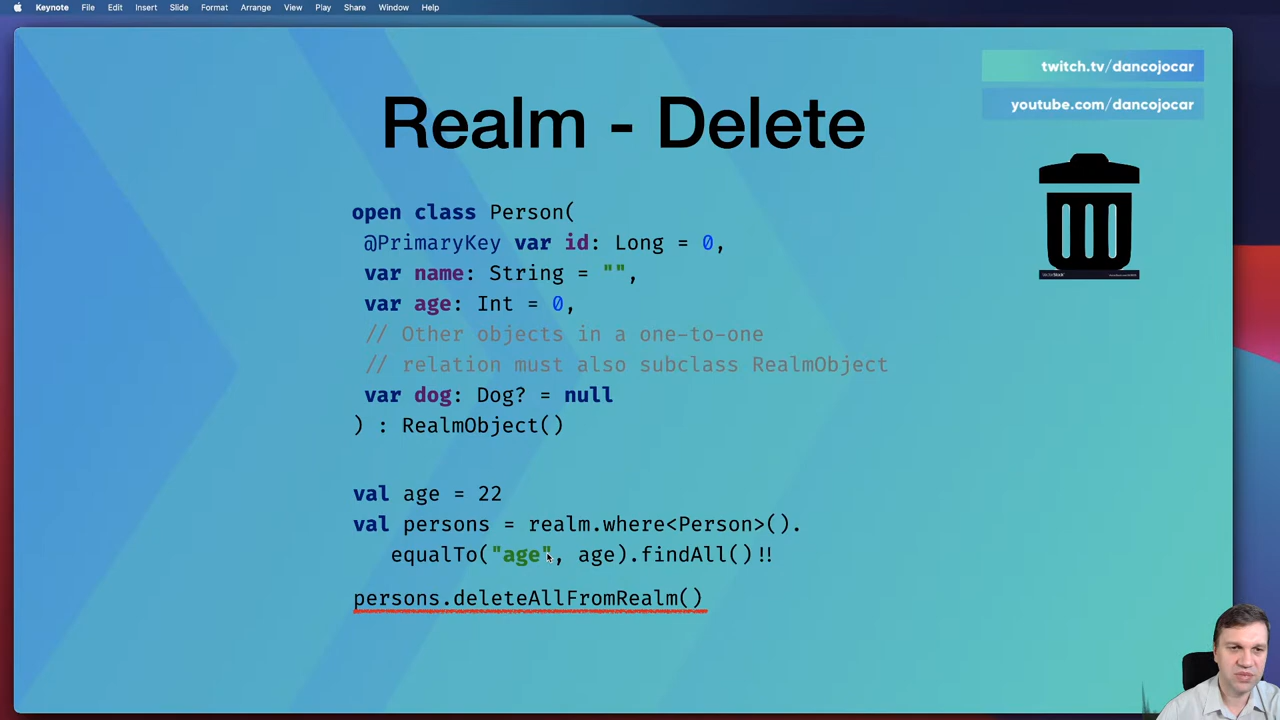 Keynote File Edit Insert Slide Format Arrange View Play Share Window Help
twitch.tv/dancojocar
youtube.com/dancojocar
Realm - Delete
open class Person(
@PrimaryKey var id: Long = 0,
var name: String = "",
var age: Int = 0,
// Other objects in a one-to-one
// relation must also subclass RealmObject
var dog: Dog? = null
) : RealmObject()
val age = 22
val persons = realm.where<Person>().
equalTo("age", age).findAll()!!
persons.deleteAllFromRealm()